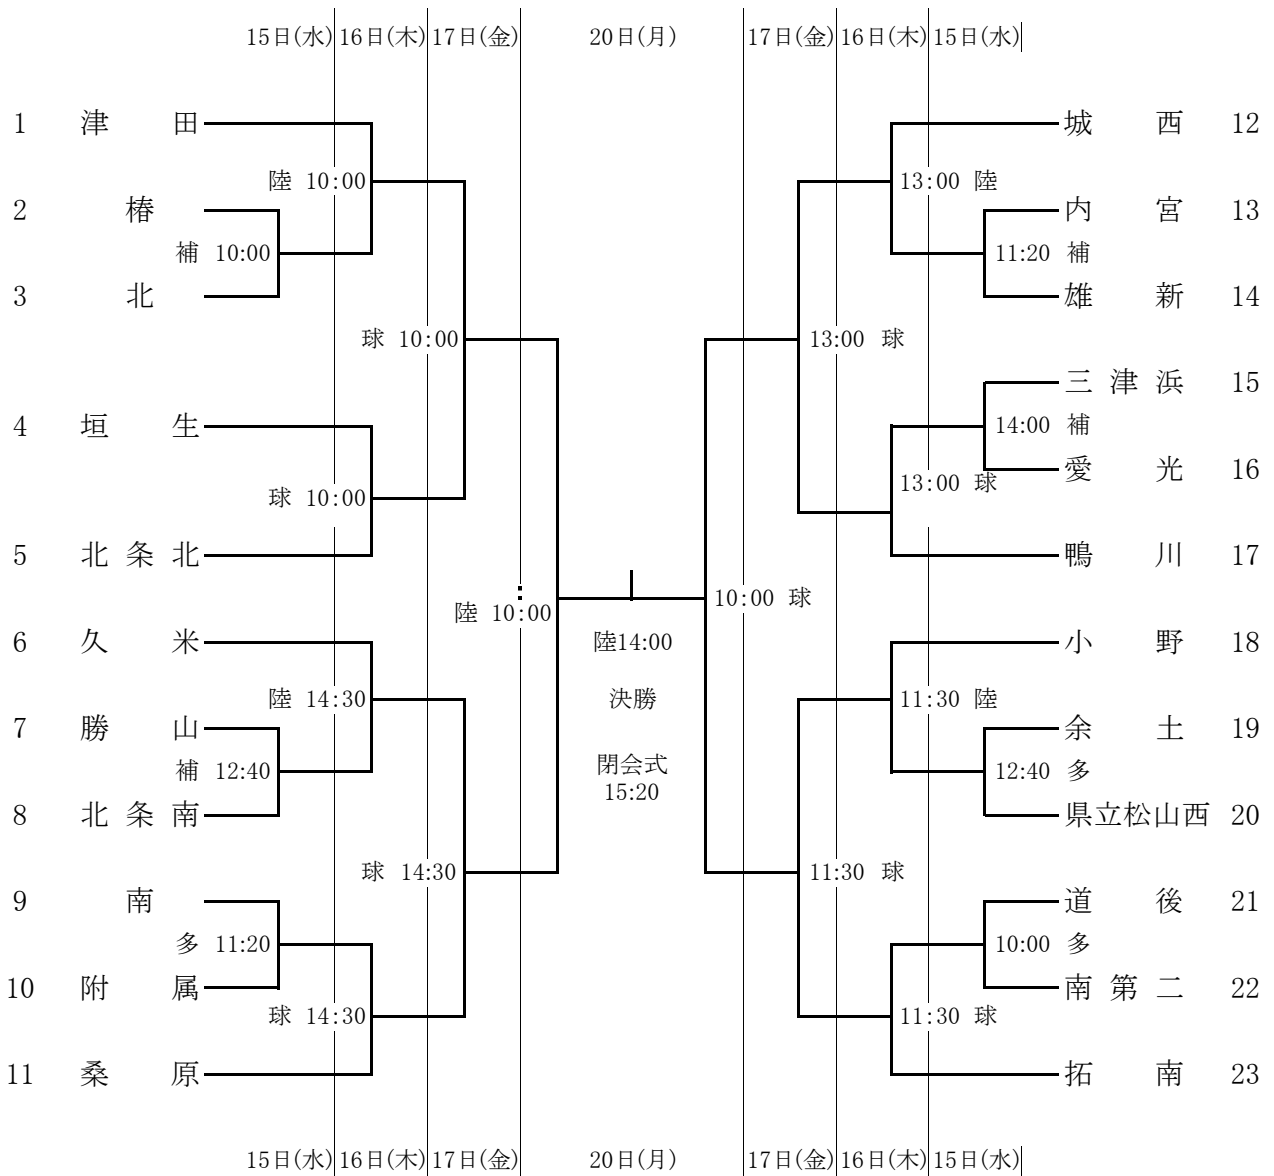 15日(水) 16日(木) 17日(金) 20日(月) 17日(金) 16日(木) 15日(水)
1 津田 城西 12
陸 10:00 13:00 陸
2 椿 内宮 13
補 10:00 11:20 補
3 北 雄新 14
球 10:00 13:00 球
三津浜 15
4 垣生 14:00 補
愛光 16
球 10:00 13:00 球
5 北条北 鴨川 17
陸 10:00 10:00 球
6 久米 陸14:00 小野 18
陸 14:30 決勝 11:30 陸
7 勝山 余土 19
補 12:40 閉会式 12:40 多
15:20
8 北条南 県立松山西 20
球 14:30 11:30 球
9 南 道後 21
多 11:20 10:00 多
10 附属 南第二 22
球 14:30 11:30 球
11 桑原 拓南 23
15日(水) 16日(木) 17日(金) 20日(月) 17日(金) 16日(木) 15日(水)